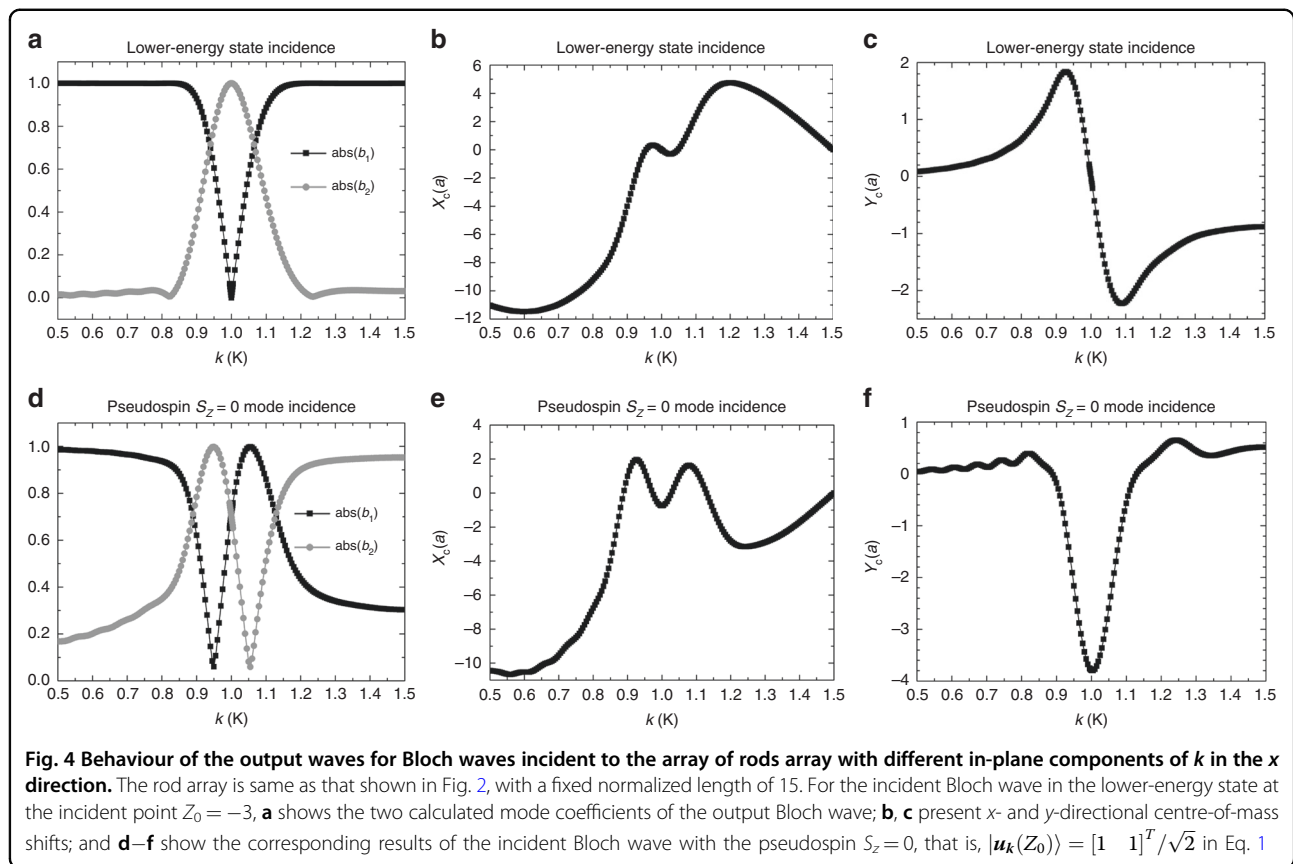 a
Lower-energy state incidence
1.0
0.8
0.6
0.4
0.2
0.0
abs(b₁)
abs(b₂)
0.5 0.6 0.7 0.8 0.9 1.0 1.1 1.2 1.3 1.4 1.5
k (K)
b
Lower-energy state incidence
6
4
2
0
−2
−4
−6
−8
−10
−12
X_c(a)
0.5 0.6 0.7 0.8 0.9 1.0 1.1 1.2 1.3 1.4 1.5
k (K)
c
Lower-energy state incidence
2
1
0
−1
−2
Y_c(a)
0.5 0.6 0.7 0.8 0.9 1.0 1.1 1.2 1.3 1.4 1.5
k (K)
d
Pseudospin S_Z = 0 mode incidence
1.0
0.8
0.6
0.4
0.2
0.0
abs(b₁)
abs(b₂)
0.5 0.6 0.7 0.8 0.9 1.0 1.1 1.2 1.3 1.4 1.5
k (K)
e
Pseudospin S_Z = 0 mode incidence
4
2
0
−2
−4
−6
−8
−10
X_c(a)
0.5 0.6 0.7 0.8 0.9 1.0 1.1 1.2 1.3 1.4 1.5
k (K)
f
Pseudospin S_Z = 0 mode incidence
1
0
−1
−2
−3
−4
Y_c(a)
0.5 0.6 0.7 0.8 0.9 1.0 1.1 1.2 1.3 1.4 1.5
k (K)
Fig. 4 Behaviour of the output waves for Bloch waves incident to the array of rods array with different in-plane components of k in the x
direction. The rod array is same as that shown in Fig. 2, with a fixed normalized length of 15. For the incident Bloch wave in the lower-energy state at
the incident point Z₀ = −3, a shows the two calculated mode coefficients of the output Bloch wave; b, c present x- and y-directional centre-of-mass
shifts; and d–f show the corresponding results of the incident Bloch wave with the pseudospin S_z = 0, that is, |u_k(Z₀)⟩ = [1 1]^T/√2 in Eq. 1